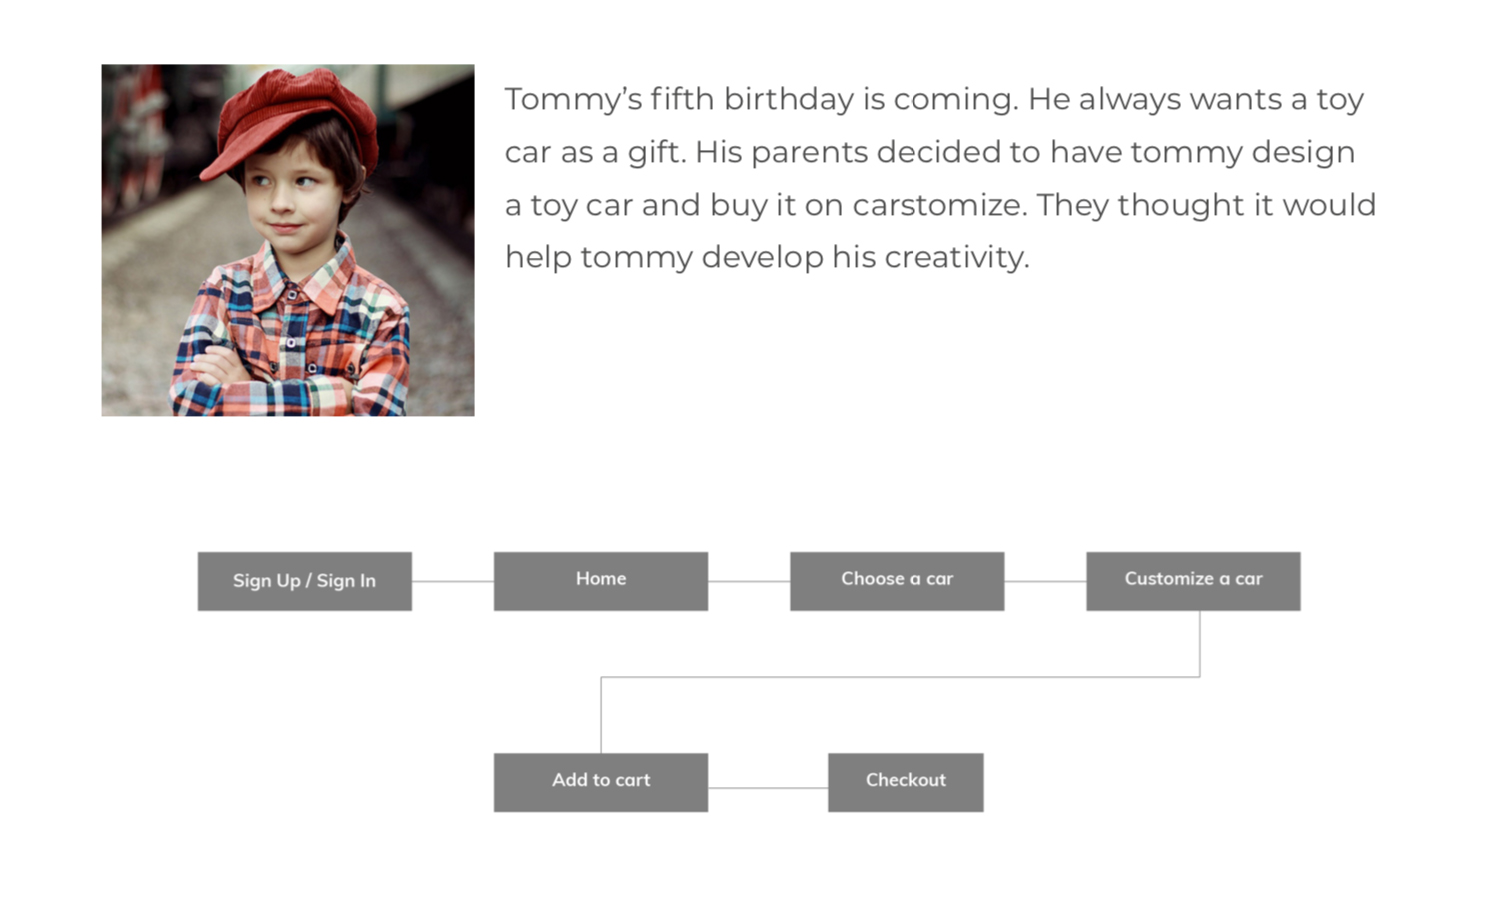 Tommy’s fifth birthday is coming. He always wants a toy
car as a gift. His parents decided to have tommy design
a toy car and buy it on carstomize. They thought it would
help tommy develop his creativity.
Sign Up / Sign In
Home
Choose a car
Customize a car
Add to cart
Checkout